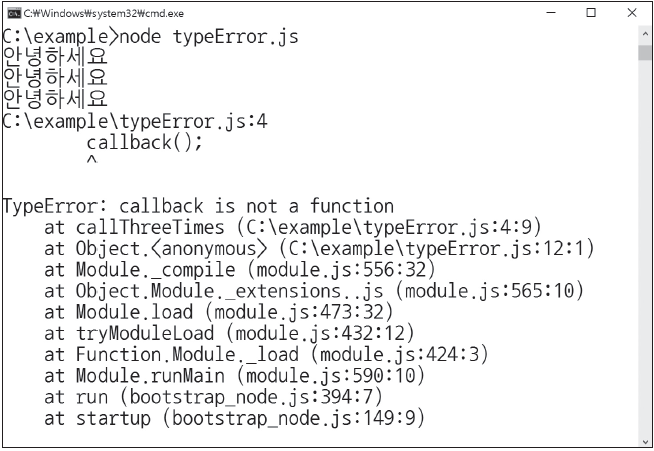 C:₩Windows₩system32₩cmd.exe
C:\example>node typeError.js
안녕하세요
안녕하세요
안녕하세요
C:\example\typeError.js:4
        callback();
        ^
TypeError: callback is not a function
    at callThreeTimes (C:\example\typeError.js:4:9)
    at Object.<anonymous> (C:\example\typeError.js:12:1)
    at Module._compile (module.js:556:32)
    at Object.Module._extensions..js (module.js:565:10)
    at Module.load (module.js:473:32)
    at tryModuleLoad (module.js:432:12)
    at Function.Module._load (module.js:424:3)
    at Module.runMain (module.js:590:10)
    at run (bootstrap_node.js:394:7)
    at startup (bootstrap_node.js:149:9)